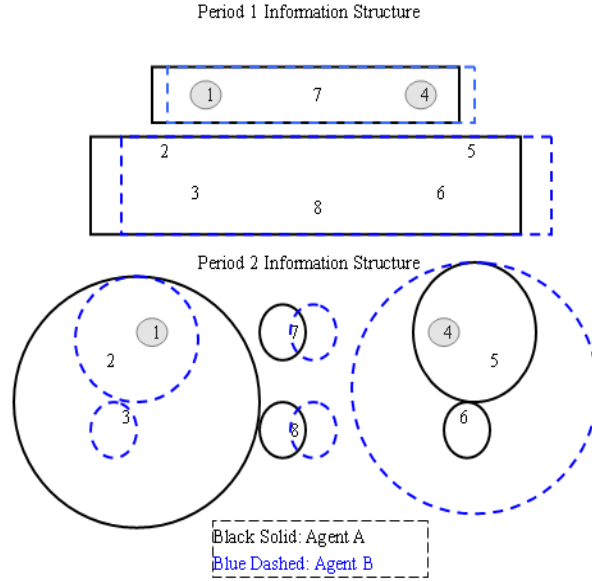 Period 1 Information Structure
1 7 4
2 5
3 6
8
Period 2 Information Structure
1 7 4
2 5
3 6
8
Black Solid: Agent A
Blue Dashed: Agent B